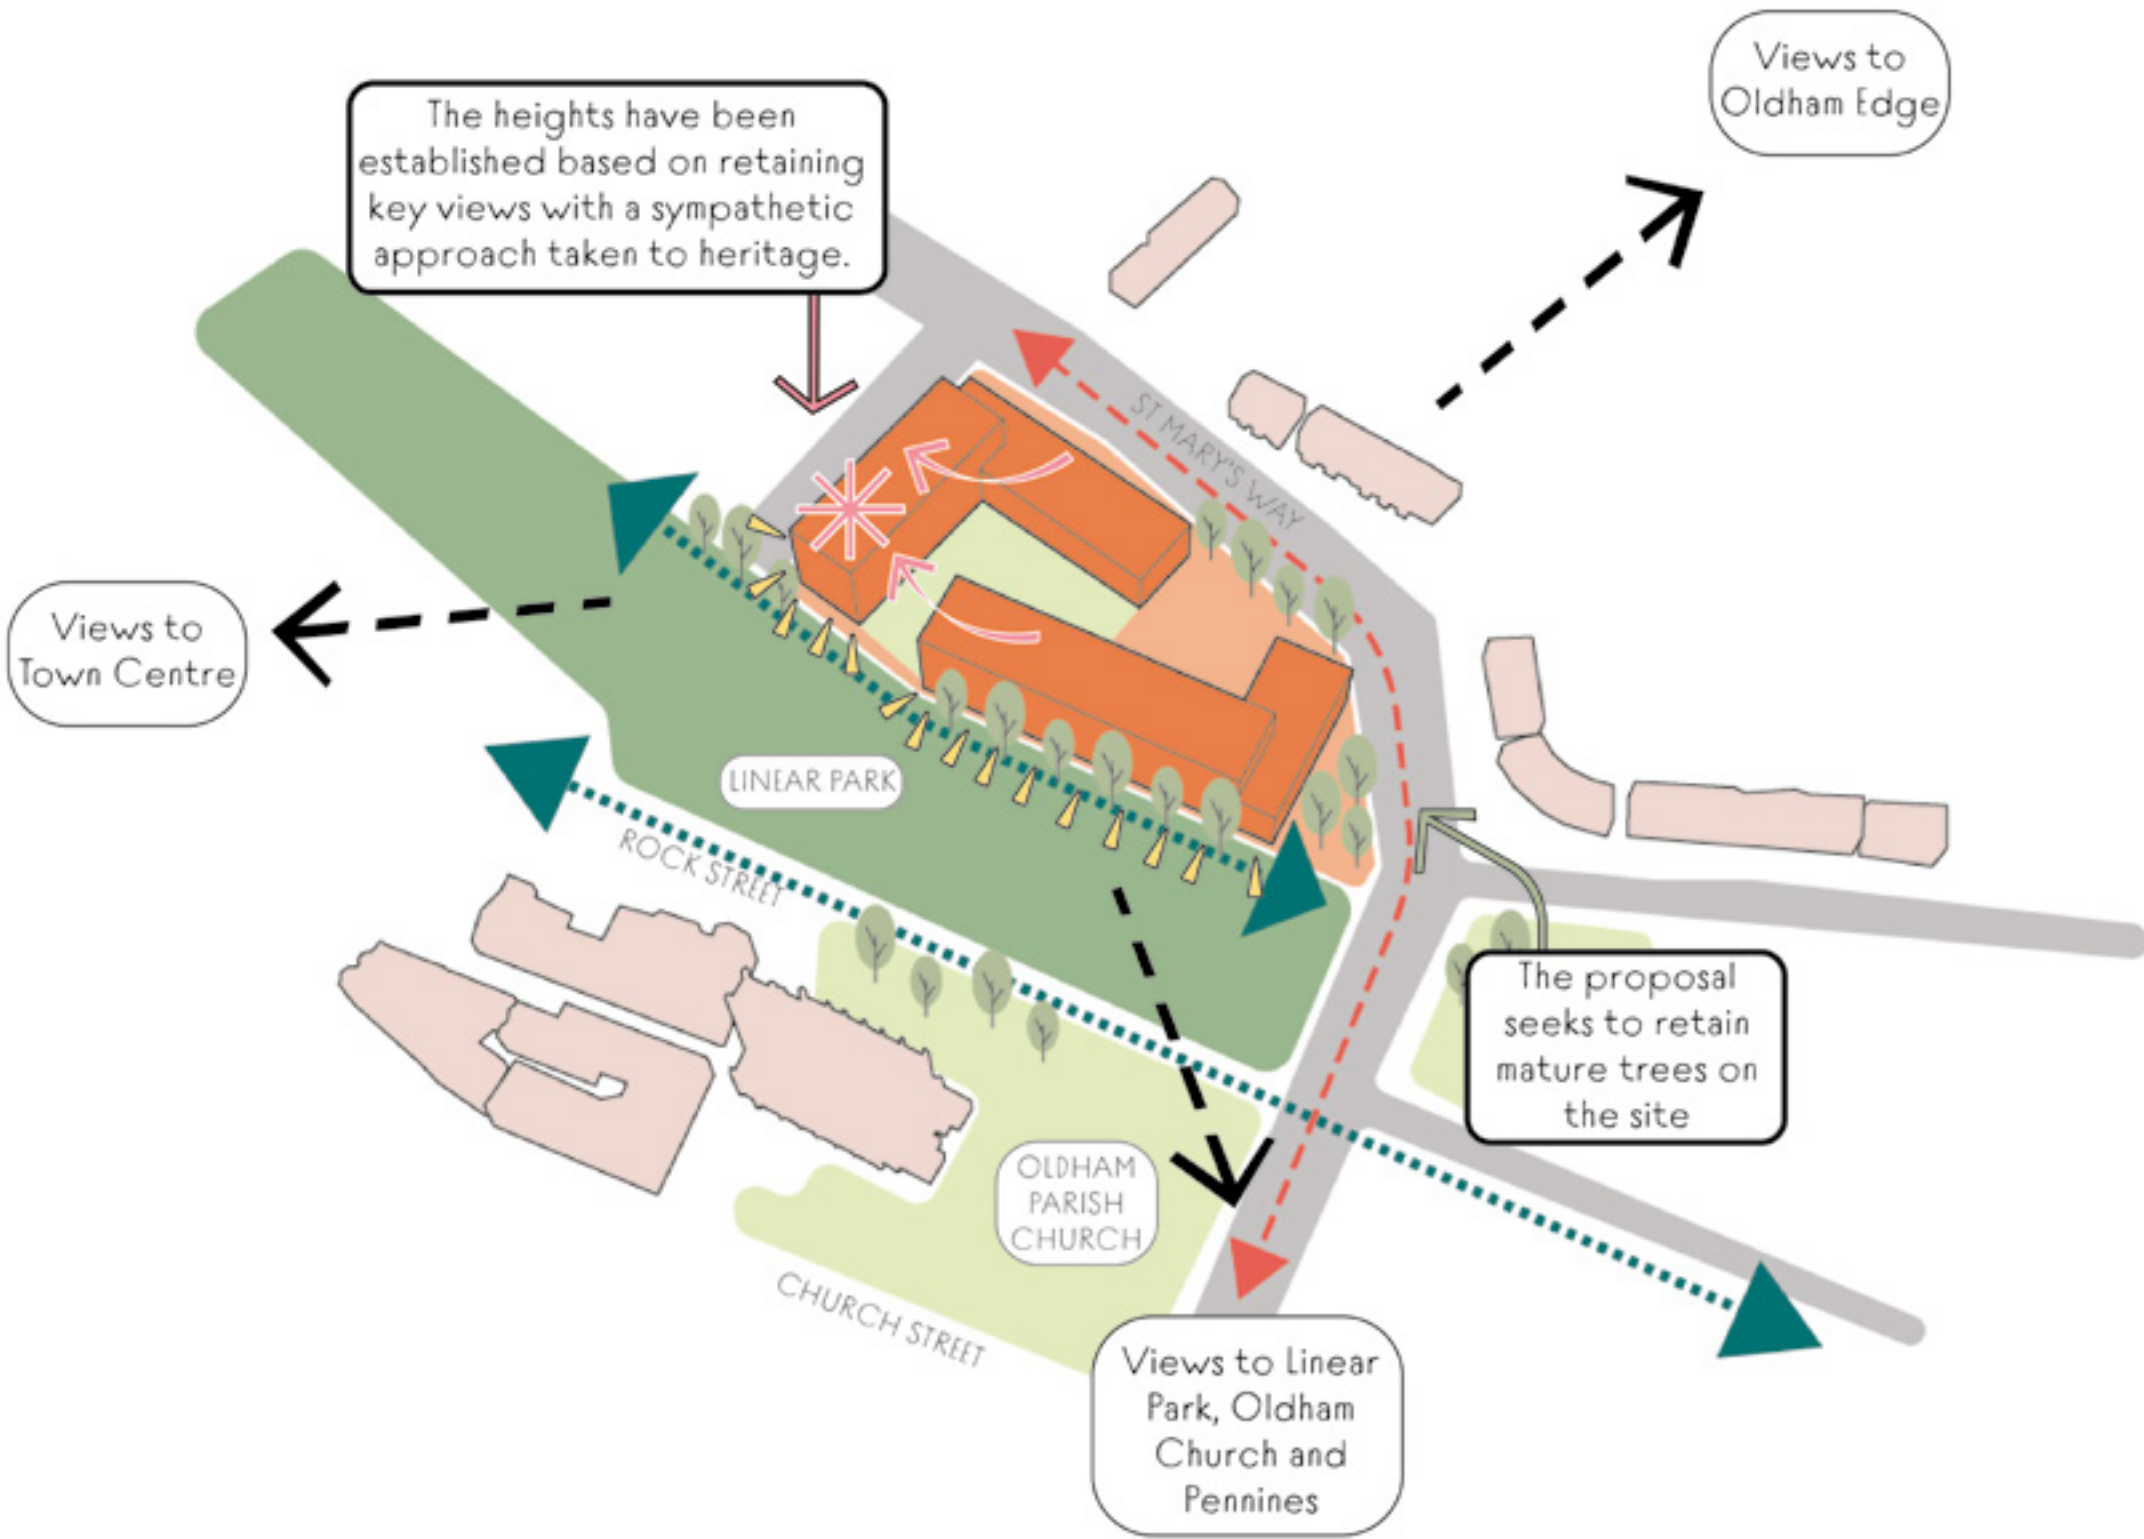 Views to
Oldham Edge
The heights have been
established based on retaining
key views with a sympathetic
approach taken to heritage.
ST MARY'S WAY
Views to
Town Centre
LINEAR PARK
ROCK STREET
The proposal
seeks to retain
mature trees on
the site
OLDHAM
PARISH
CHURCH
CHURCH STREET
Views to Linear
Park, Oldham
Church and
Pennines